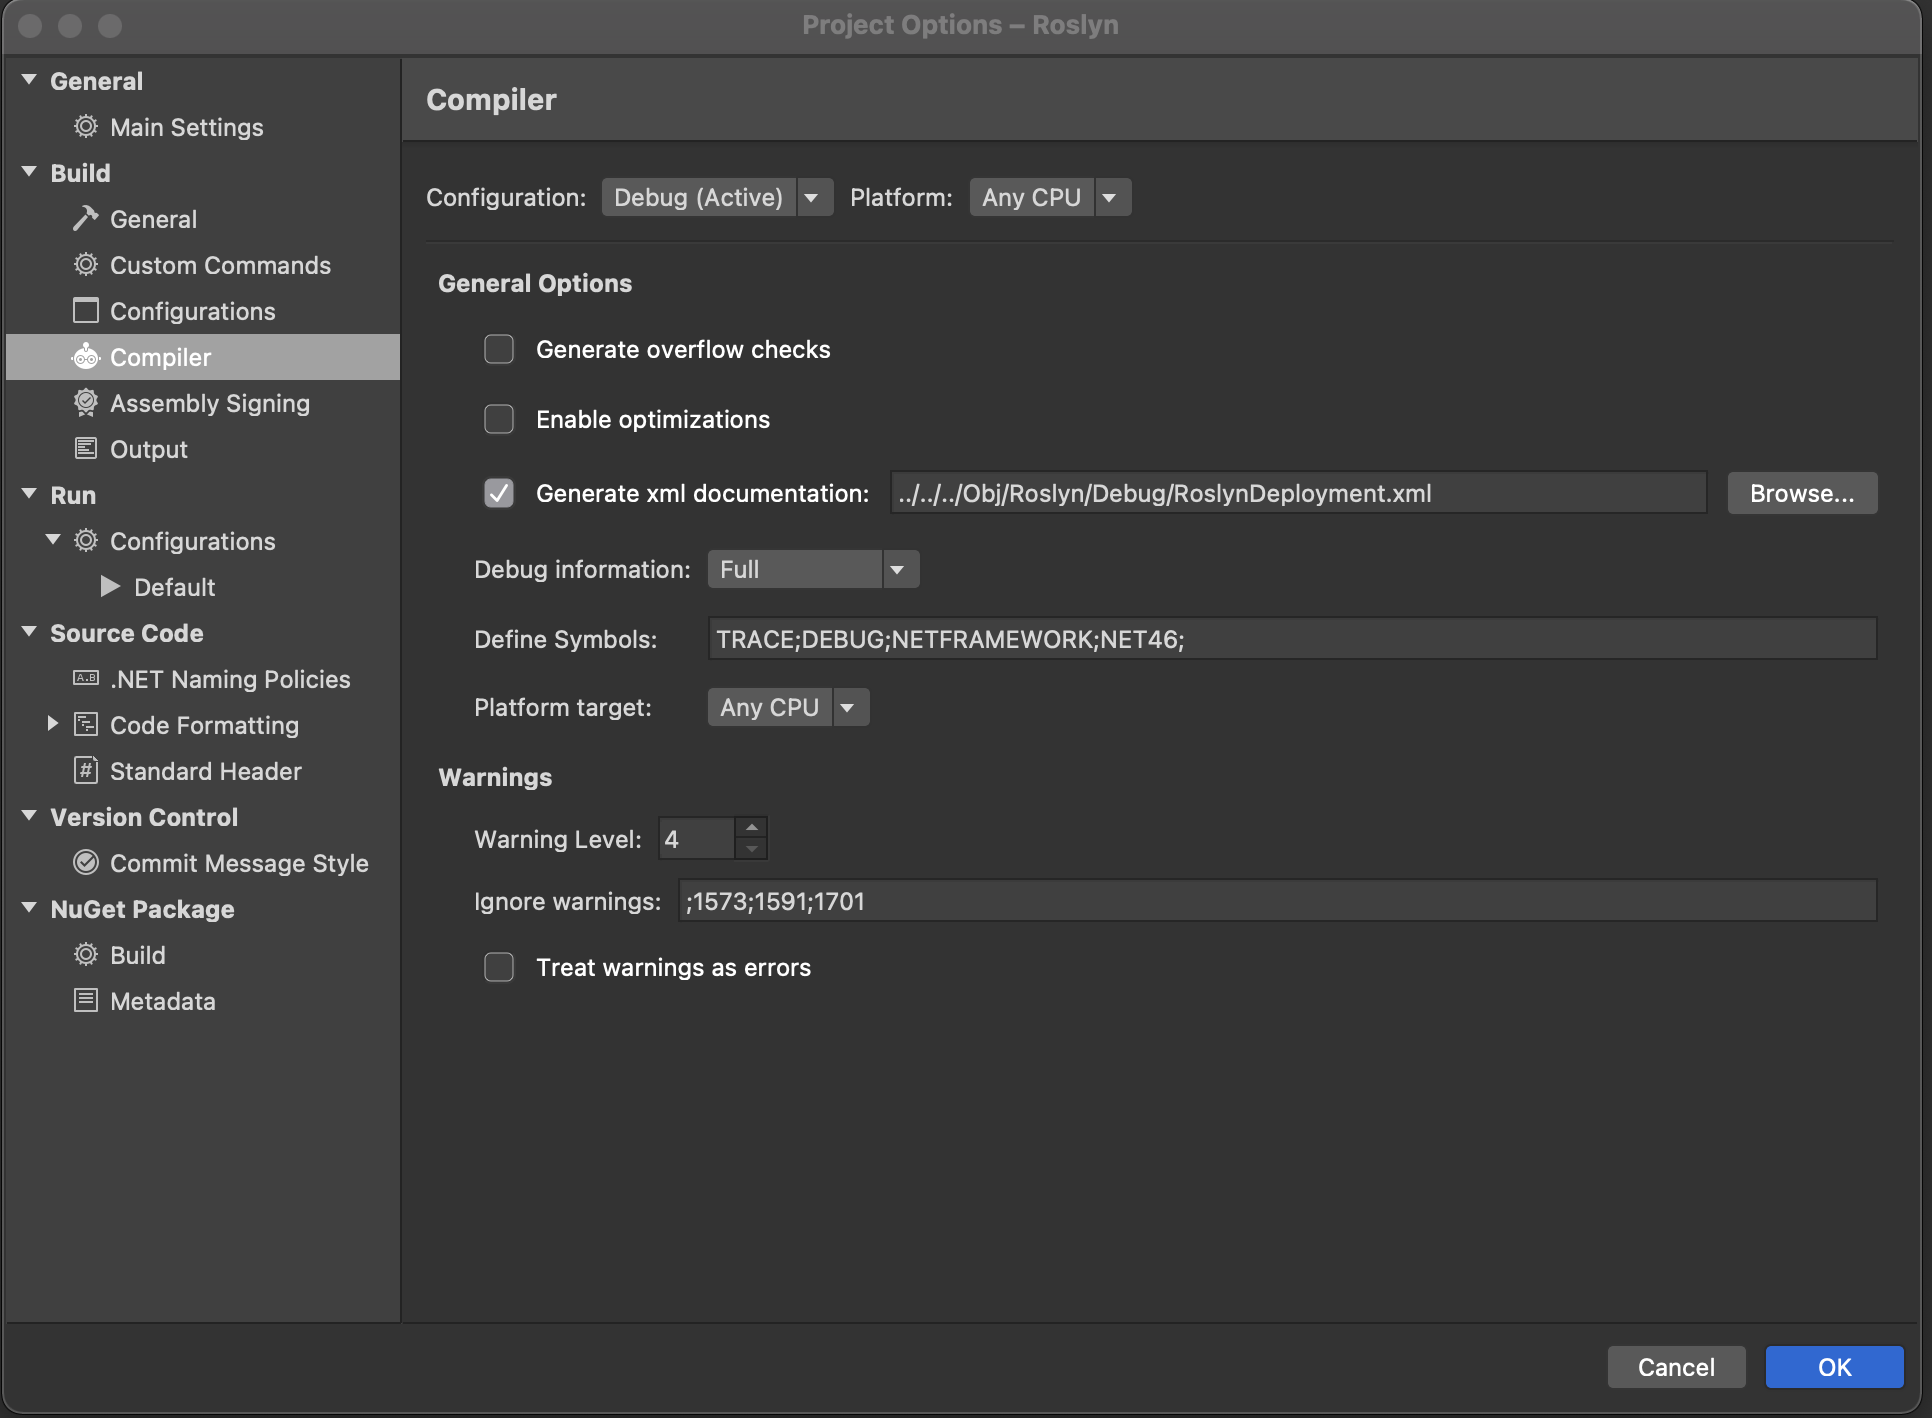 Project Options – Roslyn
General
Main Settings
Build
General
Custom Commands
Configurations
Compiler
Assembly Signing
Output
Run
Configurations
Default
Source Code
A.B .NET Naming Policies
Code Formatting
# Standard Header
Version Control
Commit Message Style
NuGet Package
Build
Metadata
Compiler
Configuration: Debug (Active) Platform: Any CPU
General Options
Generate overflow checks
Enable optimizations
Generate xml documentation: ../../../Obj/Roslyn/Debug/RoslynDeployment.xml Browse...
Debug information: Full
Define Symbols: TRACE;DEBUG;NETFRAMEWORK;NET46;
Platform target: Any CPU
Warnings
Warning Level: 4
Ignore warnings: ;1573;1591;1701
Treat warnings as errors
Cancel OK